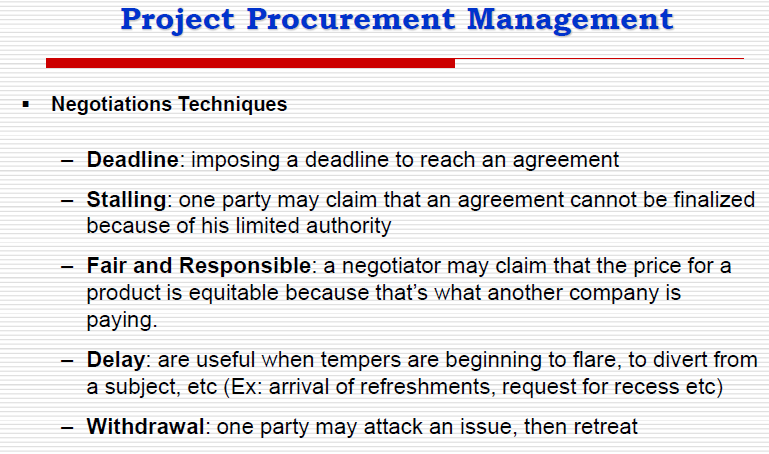 Project Procurement Management
▪ Negotiations Techniques
– Deadline: imposing a deadline to reach an agreement
– Stalling: one party may claim that an agreement cannot be finalized
because of his limited authority
– Fair and Responsible: a negotiator may claim that the price for a
product is equitable because that’s what another company is
paying.
– Delay: are useful when tempers are beginning to flare, to divert from
a subject, etc (Ex: arrival of refreshments, request for recess etc)
– Withdrawal: one party may attack an issue, then retreat